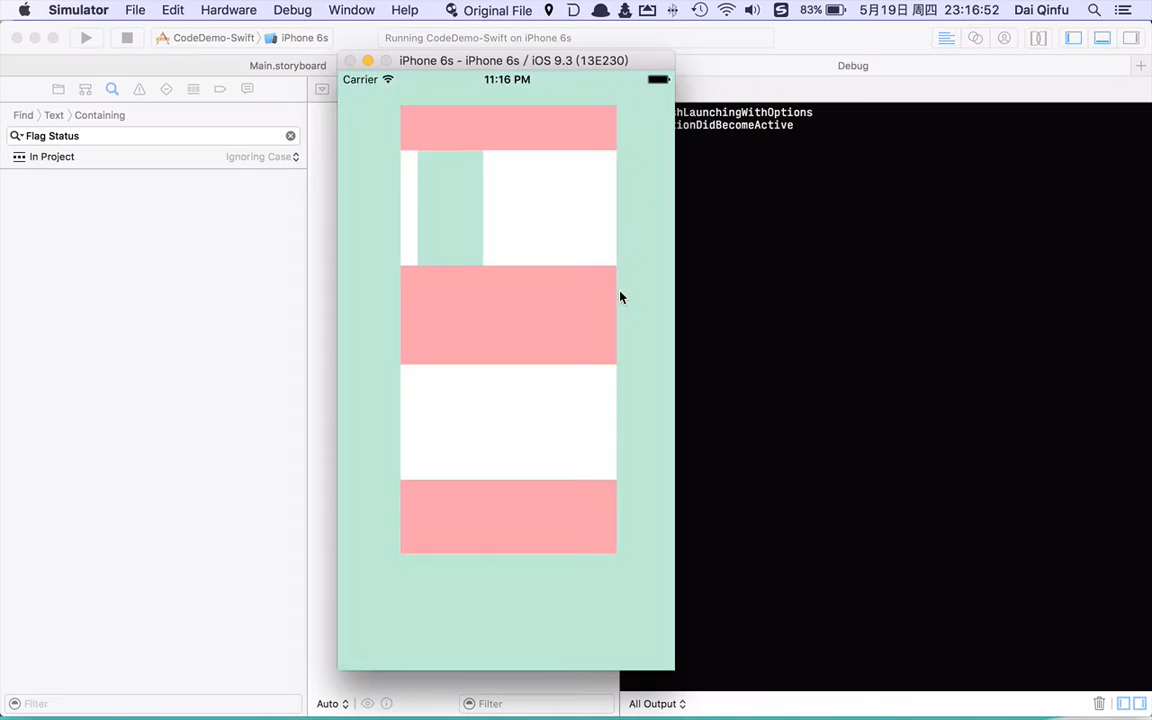 Simulator File Edit Hardware Debug Window Help Original File 83% 5月19日 周四 23:16:52 Dai Qinfu
CodeDemo-Swift 〉 iPhone 6s Running CodeDemo-Swift on iPhone 6s
iPhone 6s - iPhone 6s / iOS 9.3 (13E230)
Main.storyboard Debug
Carrier 11:16 PM
Find 〉 Text 〉 Containing
hLaunchingWithOptions
ionDidBecomeActive
Flag Status
In Project Ignoring Case
Filter Auto Filter All Output